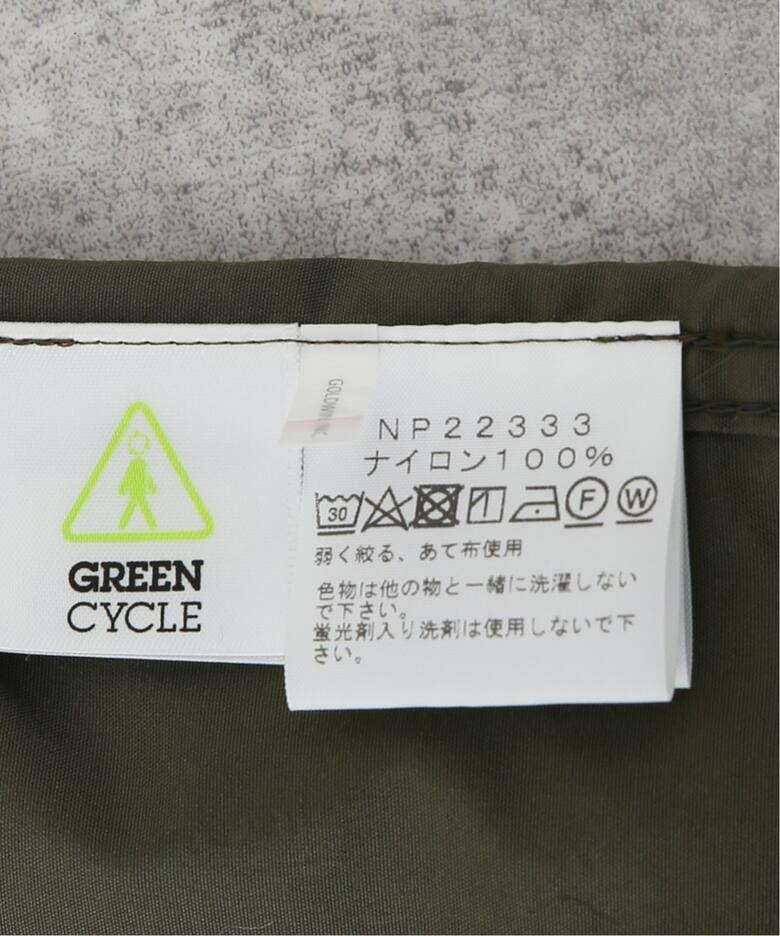 GREEN
CYCLE
GOLDWIN INC.
NP22333
ナイロン100%
30 F W
弱く絞る、あて布使用
色物は他の物と一緒に洗濯しない
で下さい。
蛍光剤入り洗剤は使用しないで下
さい。